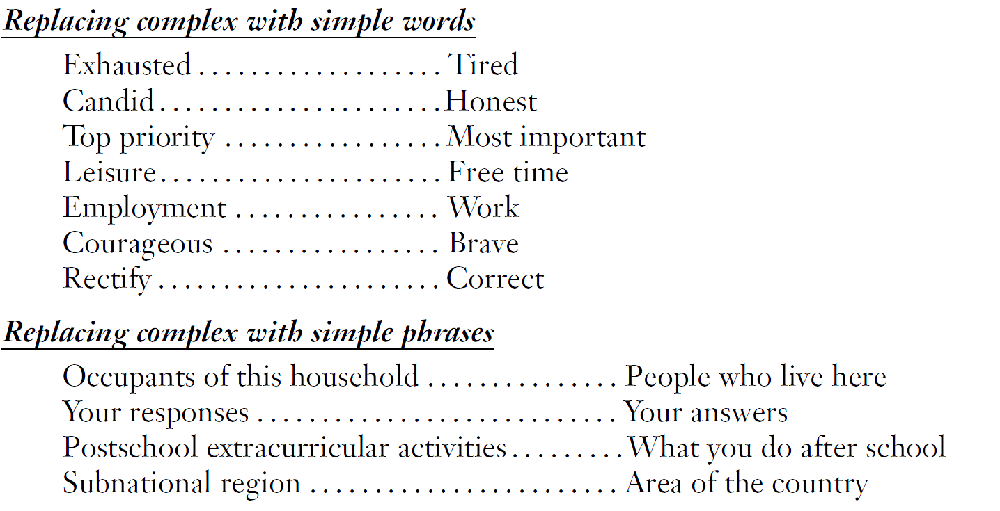 Replacing complex with simple words
Exhausted . . . . . . . . . . . . . . . . . . . Tired
Candid . . . . . . . . . . . . . . . . . . . . . . Honest
Top priority . . . . . . . . . . . . . . . . . Most important
Leisure . . . . . . . . . . . . . . . . . . . . . . Free time
Employment . . . . . . . . . . . . . . . . Work
Courageous . . . . . . . . . . . . . . . . . Brave
Rectify . . . . . . . . . . . . . . . . . . . . . . Correct
Replacing complex with simple phrases
Occupants of this household . . . . . . . . . . . . . . . People who live here
Your responses . . . . . . . . . . . . . . . . . . . . . . . . . . . . Your answers
Postschool extracurricular activities . . . . . . . . . What you do after school
Subnational region . . . . . . . . . . . . . . . . . . . . . . . . Area of the country